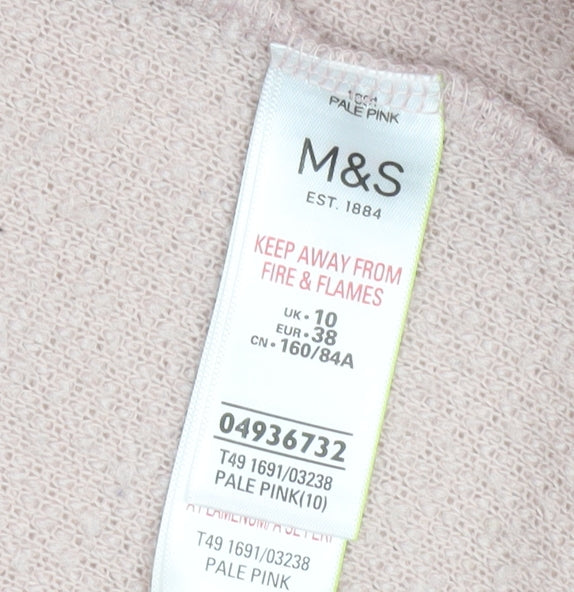 PALE PINK
M&S
EST. 1884
KEEP AWAY FROM
FIRE & FLAMES
UK • 10
EUR • 38
CN • 160/84A
04936732
T49 1691/03238
PALE PINK(10)
T49 1691/03238
PALE PINK